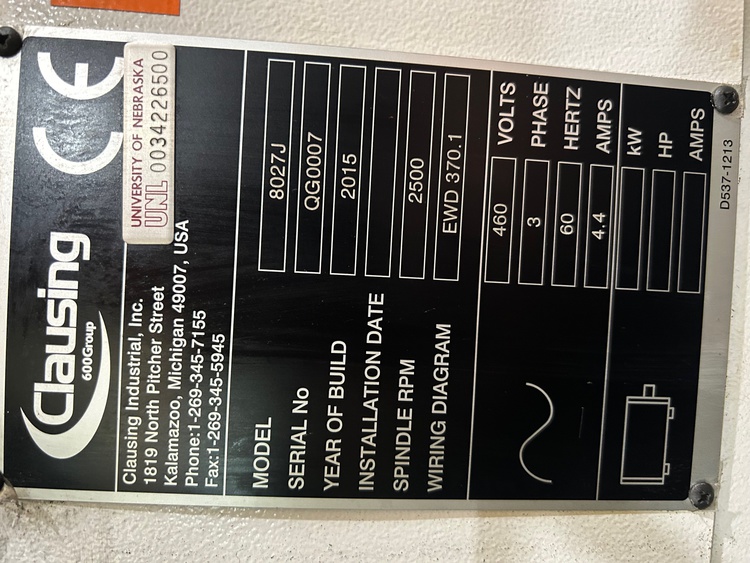 Clausing
600Group
CE
UNIVERSITY OF NEBRASKA
UNL 0034226500
Clausing Industrial, Inc.
1819 North Pitcher Street
Kalamazoo, Michigan 49007, USA
Phone:1-269-345-7155
Fax:1-269-345-5945
MODEL 8027J
SERIAL No QG0007
YEAR OF BUILD 2015
INSTALLATION DATE
SPINDLE RPM 2500
WIRING DIAGRAM EWD 370.1
460 VOLTS
3 PHASE
60 HERTZ
4.4 AMPS
kW
HP
AMPS
D537-1213